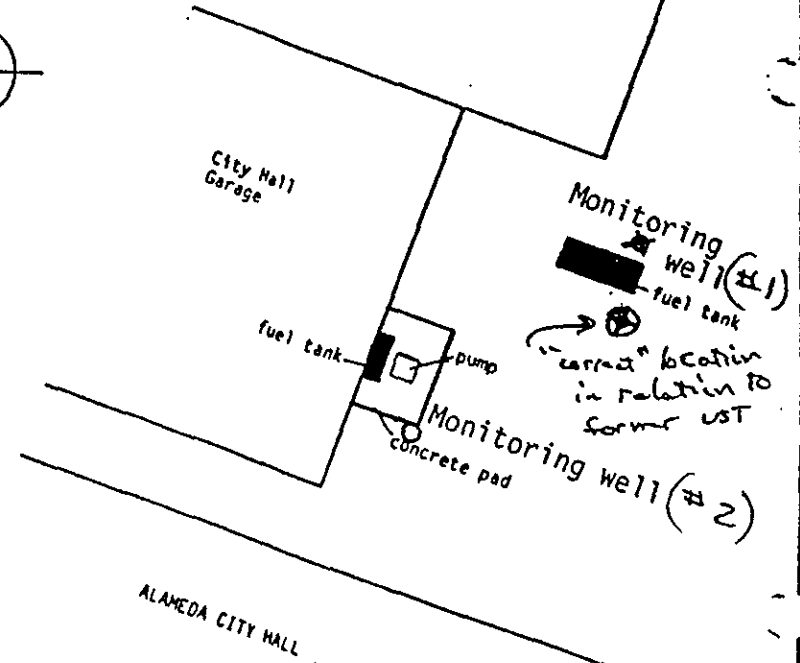 City Hall
Garage
Monitoring
well (#1)
fuel tank
"correct" location
in relation to
former UST
fuel tank
pump
Monitoring well (#2)
concrete pad
ALAMEDA CITY HALL